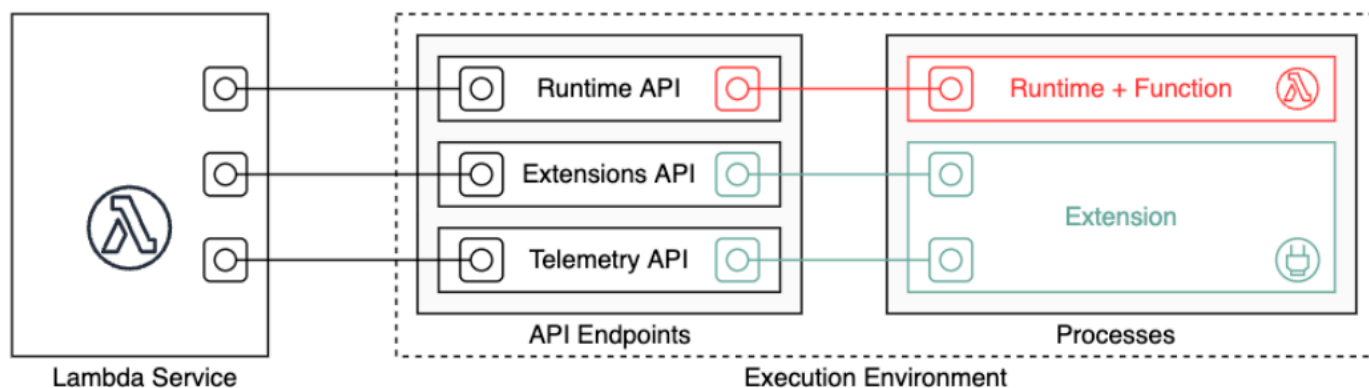 Runtime API
Runtime + Function
Extensions API
Extension
Telemetry API
API Endpoints
Processes
Lambda Service
Execution Environment